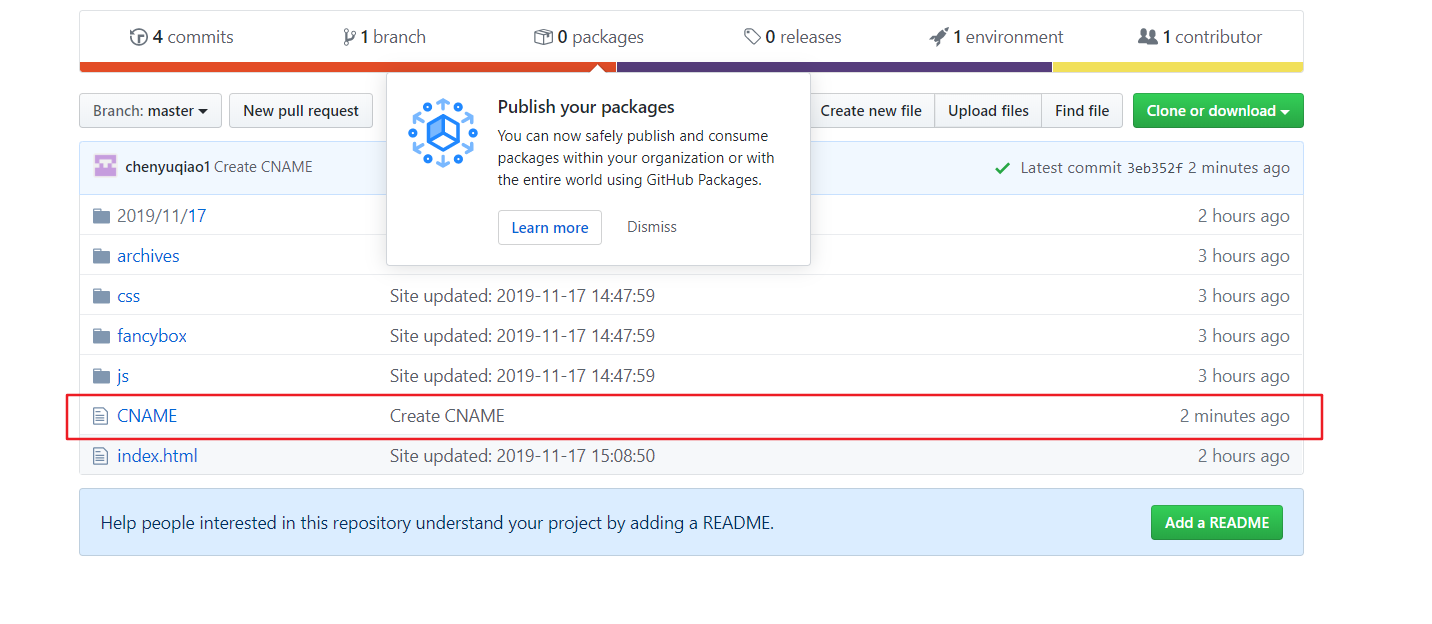 4 commits 1 branch 0 packages 0 releases 1 environment 1 contributor
Branch: master New pull request Create new file Upload files Find file Clone or download
Publish your packages
You can now safely publish and consume
packages within your organization or with
the entire world using GitHub Packages.
Learn more Dismiss
chenyuqiao1 Create CNAME Latest commit 3eb352f 2 minutes ago
2019/11/17 2 hours ago
archives 3 hours ago
css Site updated: 2019-11-17 14:47:59 3 hours ago
fancybox Site updated: 2019-11-17 14:47:59 3 hours ago
js Site updated: 2019-11-17 14:47:59 3 hours ago
CNAME Create CNAME 2 minutes ago
index.html Site updated: 2019-11-17 15:08:50 2 hours ago
Help people interested in this repository understand your project by adding a README. Add a README